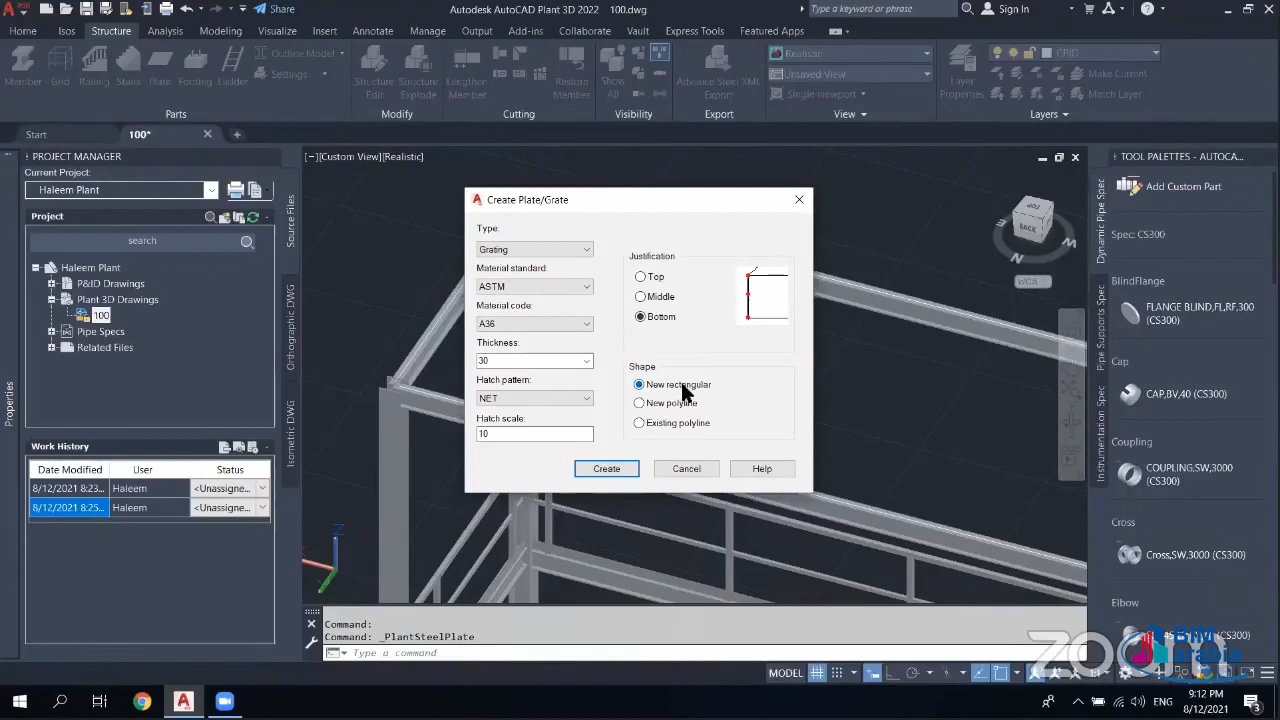 Share
Autodesk AutoCAD Plant 3D 2022 100.dwg
Type a keyword or phrase
Sign In
Home Isos Structure Analysis Modeling Visualize Insert Annotate Manage Output Add-ins Collaborate Vault Express Tools Featured Apps
Member Grid Railing Stairs Plate Footing Ladder
Outline Model
Settings
Structure Edit
Structure Explode
Lengthen Member
Restore Member
Show All
Advance Steel XML Export
Realistic
Unsaved View
Single viewport
Layer Properties
GRID
Make Current
Match Layer
Parts Modify Cutting Visibility Export View Layers
Start
100*
PROJECT MANAGER
Current Project:
Haleem Plant
Project
search
Haleem Plant
P&ID Drawings
Plant 3D Drawings
100
Pipe Specs
Related Files
Source Files
Orthographic DWG
Isometric DWG
Properties
Work History
Date Modified User Status
8/12/2021 8:23... Haleem <Unassigne...
8/12/2021 8:25... Haleem <Unassigne...
[−][Custom View][Realistic]
TOP
BACK
M
WCS
Z
Create Plate/Grate
Type:
Grating
Material standard:
ASTM
Material code:
A36
Thickness:
30
Hatch pattern:
NET
Hatch scale:
10
Justification
Top
Middle
Bottom
Shape
New rectangular
New polyline
Existing polyline
Create Cancel Help
Command:
Command: _PlantSteelPlate
Type a command
MODEL
TOOL PALETTES - AUTOCA...
Dynamic Pipe Spec
Pipe Supports Spec
Instrumentation Spec
Add Custom Part
Spec: CS300
BlindFlange
FLANGE BLIND,FL,RF,300 (CS300)
Cap
CAP,BV,40 (CS300)
Coupling
COUPLING,SW,3000 (CS300)
Cross
Cross,SW,3000 (CS300)
Elbow
zoom
BIM
arabia
ENG
9:12 PM
8/12/2021
3